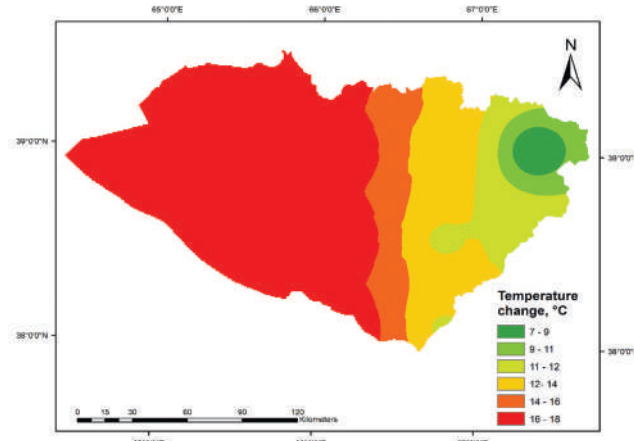 65°0'0"E 66°0'0"E 67°0'0"E
N
39°0'0"N
39°0'0"N
Temperature
change, °C
7 - 9
9 - 11
11 - 12
12- 14
14 - 16
16 - 18
38°0'0"N
38°0'0"N
0 15 30 60 90 120
Kilometers